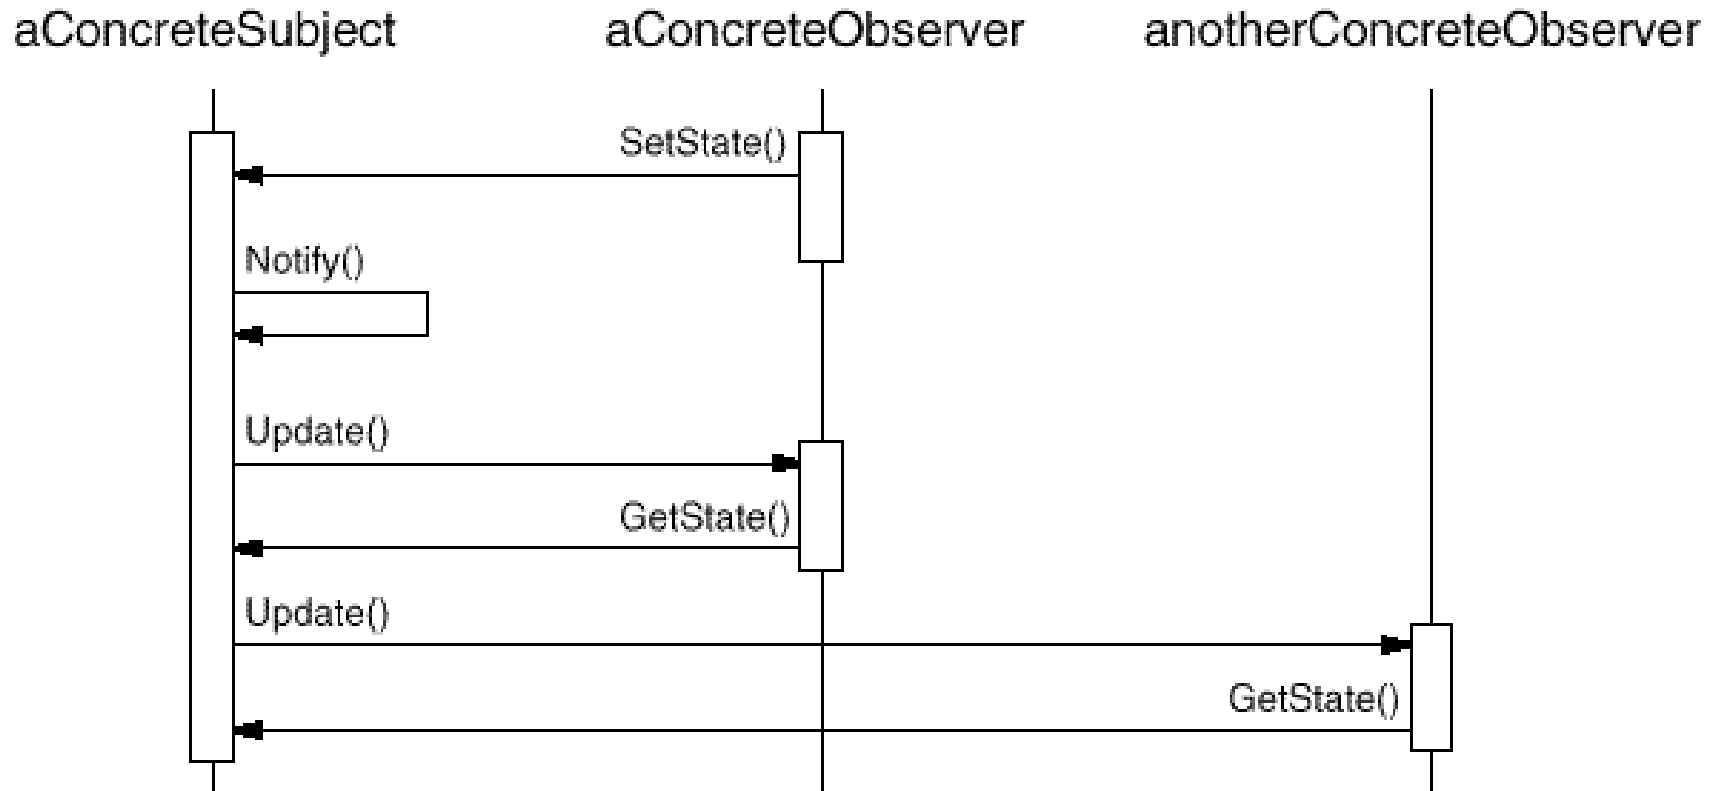 aConcreteSubject aConcreteObserver anotherConcreteObserver
SetState()
Notify()
Update()
GetState()
Update()
GetState()